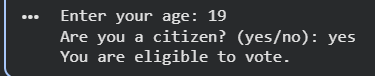 Enter your age: 19
Are you a citizen? (yes/no): yes
You are eligible to vote.